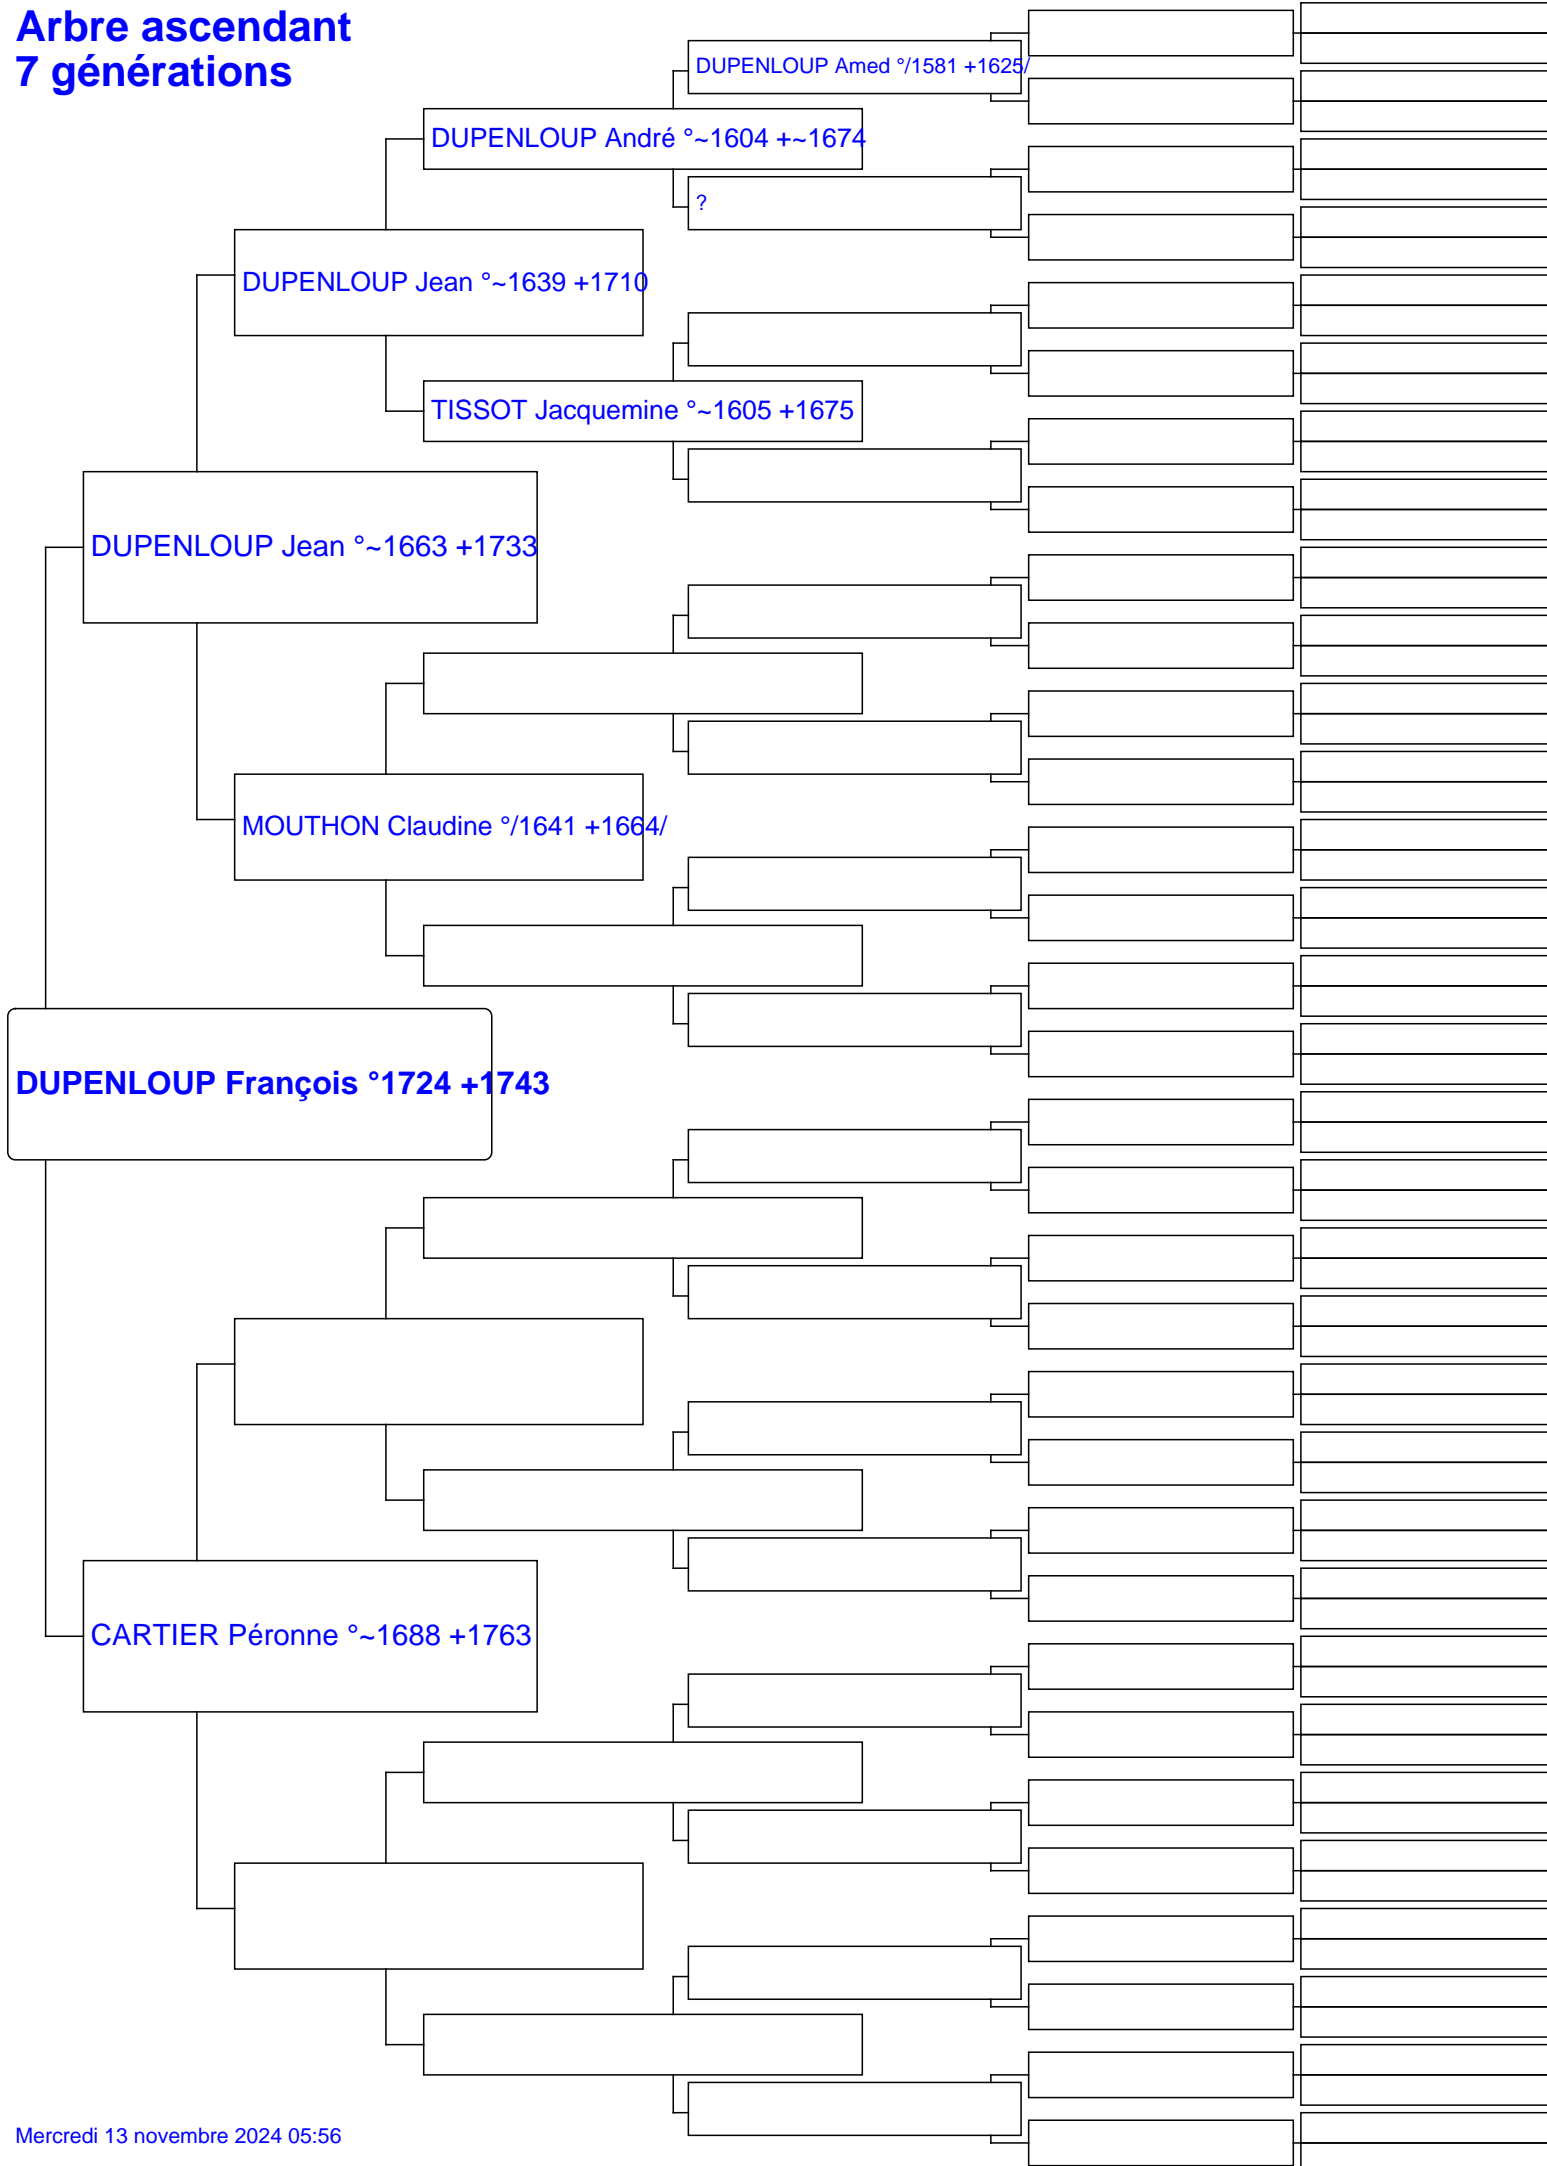 Arbre ascendant
7 générations
DUPENLOUP Amed °/1581 +1625/
DUPENLOUP André °~1604 +~1674
?
DUPENLOUP Jean °~1639 +1710
TISSOT Jacquemine °~1605 +1675
DUPENLOUP Jean °~1663 +1733
MOUTHON Claudine °/1641 +1664/
DUPENLOUP François °1724 +1743
CARTIER Péronne °~1688 +1763
Mercredi 13 novembre 2024 05:56